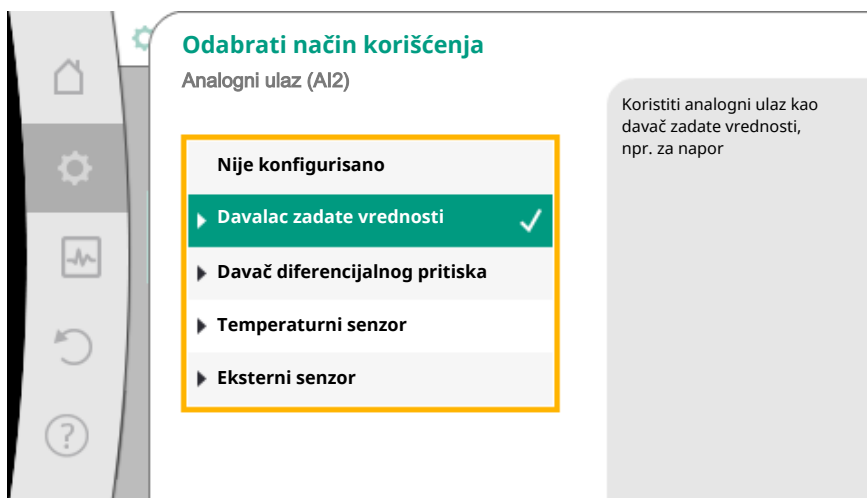 Odabrati način korišćenja
Analogni ulaz (AI2)
Nije konfigurisano
Davalac zadate vrednosti
Davač diferencijalnog pritiska
Temperaturni senzor
Eksterni senzor
Koristiti analogni ulaz kao
davač zadate vrednosti,
npr. za napor
?